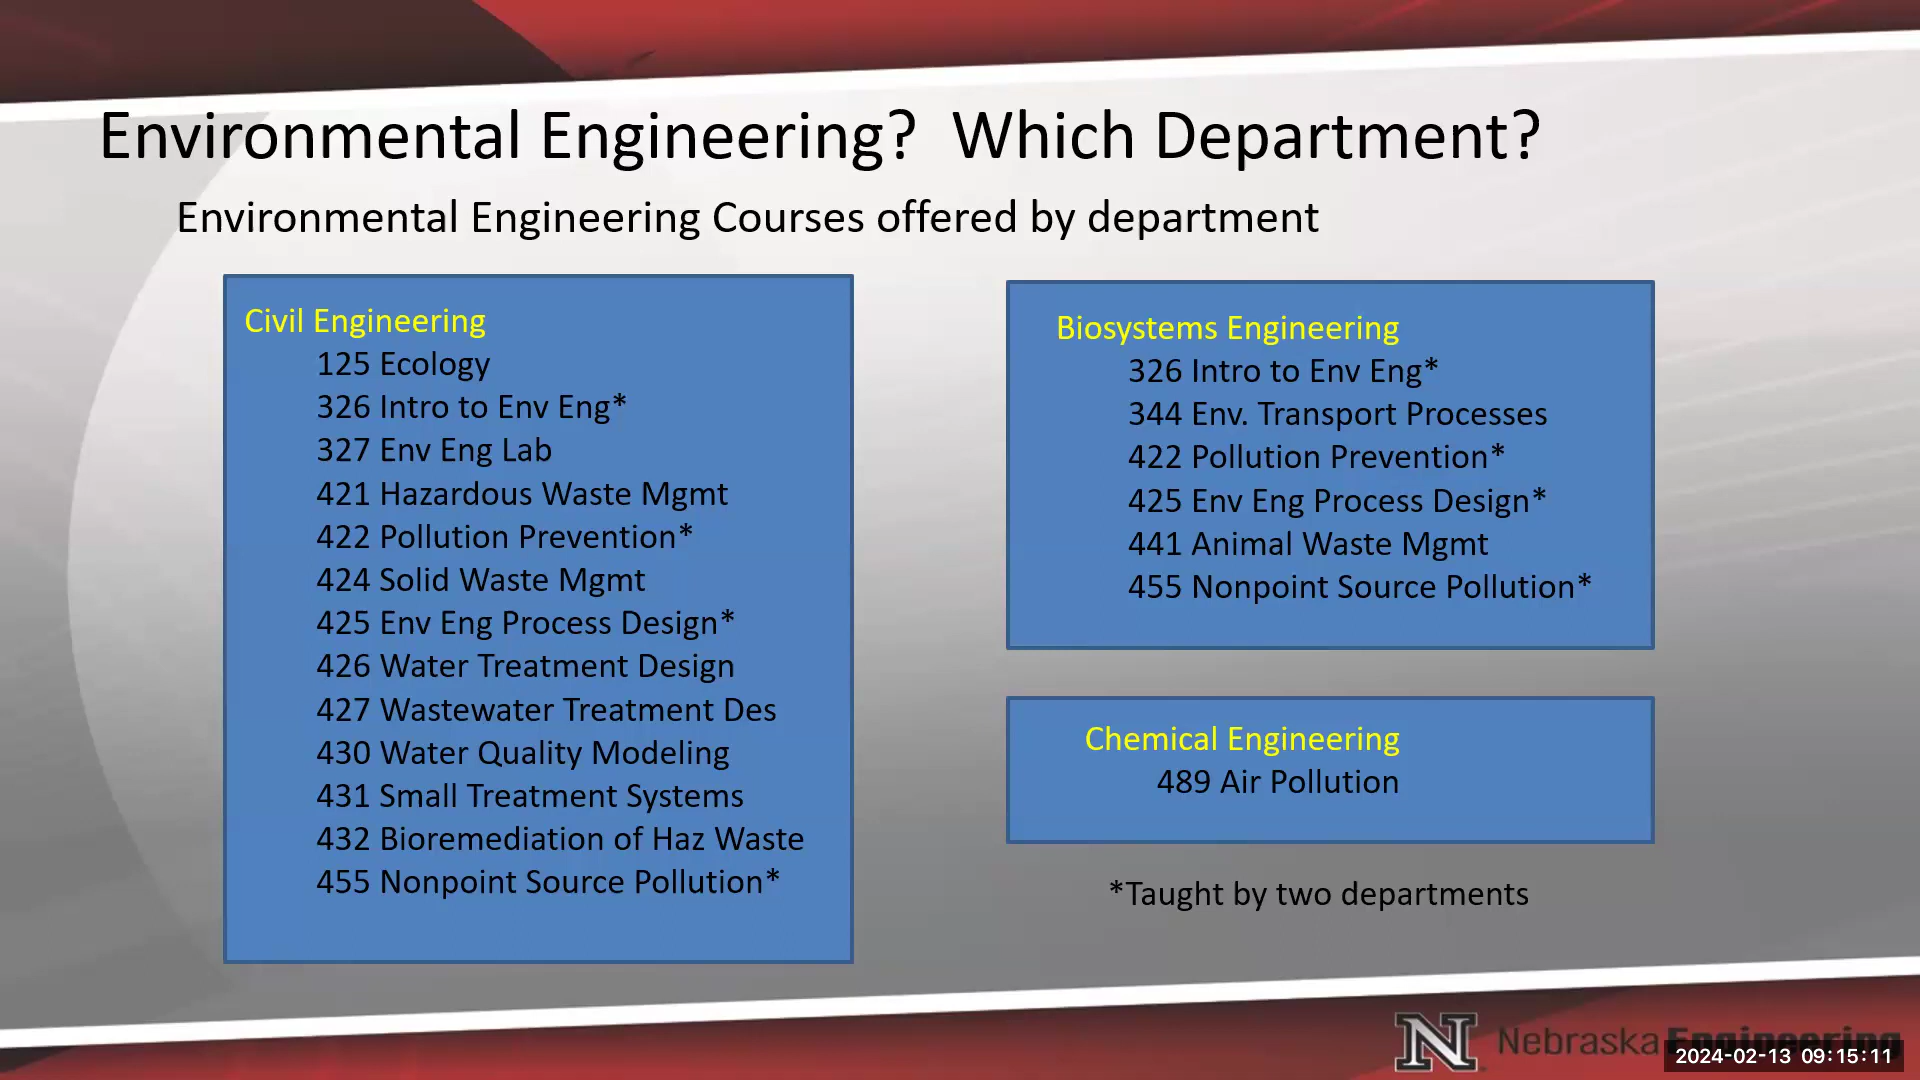 Environmental Engineering?  Which Department?
Environmental Engineering Courses offered by department
Civil Engineering
125 Ecology
326 Intro to Env Eng*
327 Env Eng Lab
421 Hazardous Waste Mgmt
422 Pollution Prevention*
424 Solid Waste Mgmt
425 Env Eng Process Design*
426 Water Treatment Design
427 Wastewater Treatment Des
430 Water Quality Modeling
431 Small Treatment Systems
432 Bioremediation of Haz Waste
455 Nonpoint Source Pollution*
Biosystems Engineering
326 Intro to Env Eng*
344 Env. Transport Processes
422 Pollution Prevention*
425 Env Eng Process Design*
441 Animal Waste Mgmt
455 Nonpoint Source Pollution*
Chemical Engineering
489 Air Pollution
*Taught by two departments
N Nebraska Engineering
2024-02-13 09:15:11